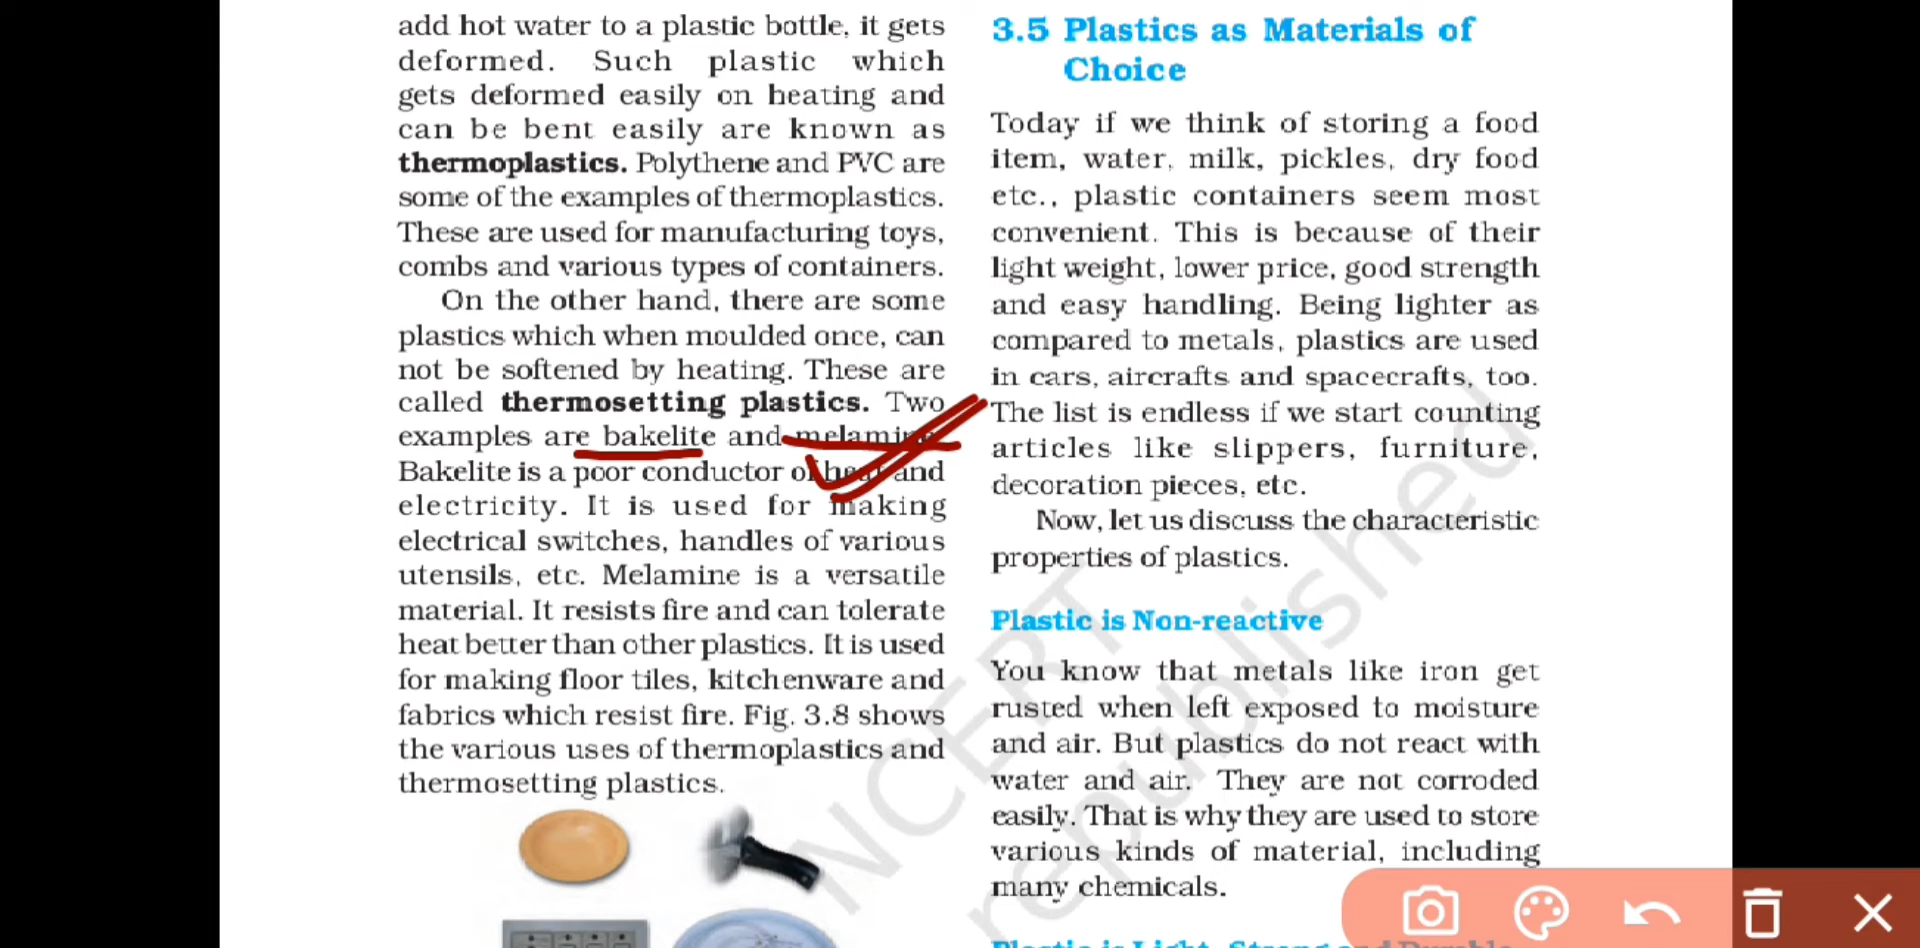 add hot water to a plastic bottle, it gets
deformed. Such plastic which
gets deformed easily on heating and
can be bent easily are known as
thermoplastics. Polythene and PVC are
some of the examples of thermoplastics.
These are used for manufacturing toys,
combs and various types of containers.
On the other hand, there are some
plastics which when moulded once, can
not be softened by heating. These are
called thermosetting plastics. Two
examples are bakelite and melamine.
Bakelite is a poor conductor of heat and
electricity. It is used for making
electrical switches, handles of various
utensils, etc. Melamine is a versatile
material. It resists fire and can tolerate
heat better than other plastics. It is used
for making floor tiles, kitchenware and
fabrics which resist fire. Fig. 3.8 shows
the various uses of thermoplastics and
thermosetting plastics.
3.5 Plastics as Materials of
Choice
Today if we think of storing a food
item, water, milk, pickles, dry food
etc., plastic containers seem most
convenient. This is because of their
light weight, lower price, good strength
and easy handling. Being lighter as
compared to metals, plastics are used
in cars, aircrafts and spacecrafts, too.
The list is endless if we start counting
articles like slippers, furniture,
decoration pieces, etc.
Now, let us discuss the characteristic
properties of plastics.
Plastic is Non-reactive
You know that metals like iron get
rusted when left exposed to moisture
and air. But plastics do not react with
water and air. They are not corroded
easily. That is why they are used to store
various kinds of material, including
many chemicals.
Plastic is Light, Strong and Durable
NCERT
republished